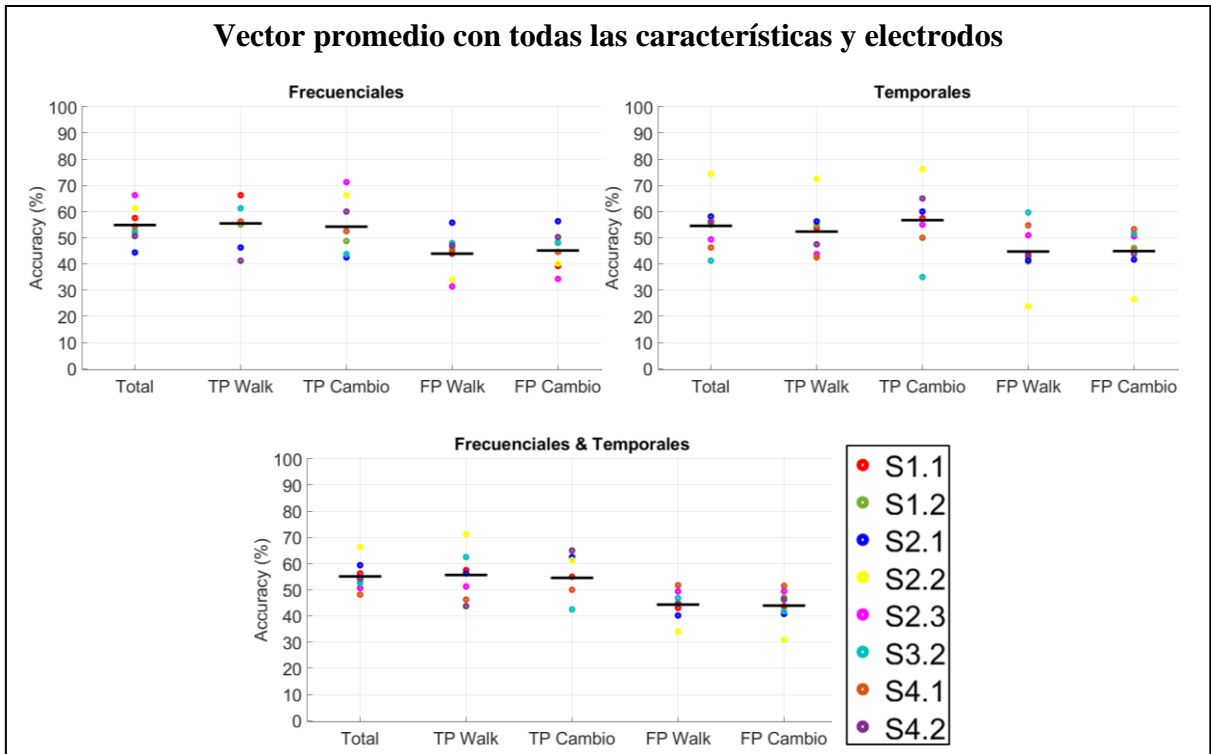 Vector promedio con todas las características y electrodos
Frecuenciales
Accuracy (%)
100
90
80
70
60
50
40
30
20
10
0
Total TP Walk TP Cambio FP Walk FP Cambio
Temporales
Accuracy (%)
100
90
80
70
60
50
40
30
20
10
0
Total TP Walk TP Cambio FP Walk FP Cambio
Frecuenciales & Temporales
Accuracy (%)
100
90
80
70
60
50
40
30
20
10
0
Total TP Walk TP Cambio FP Walk FP Cambio
S1.1
S1.2
S2.1
S2.2
S2.3
S3.2
S4.1
S4.2